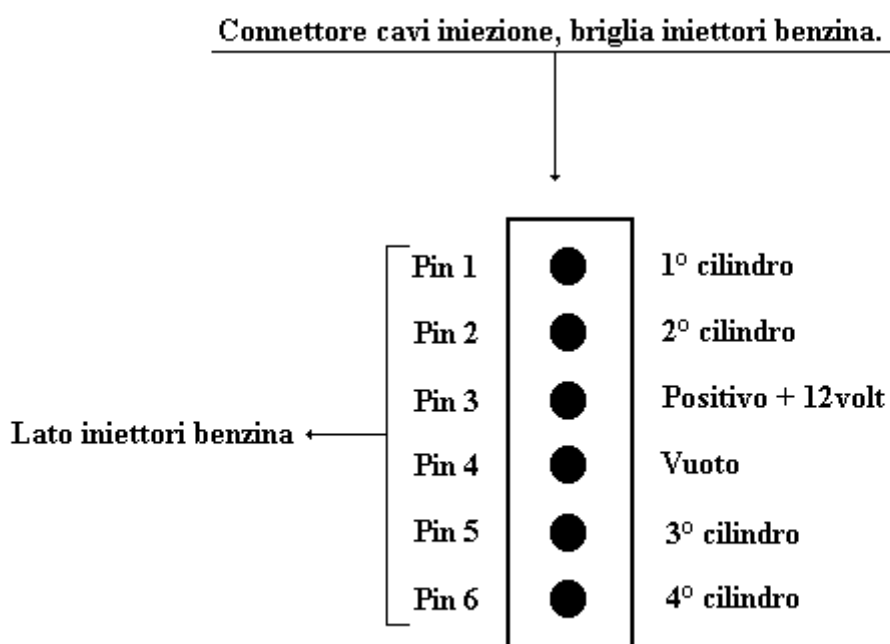 Connettore cavi iniezione, briglia iniettori benzina.
Pin 1 1° cilindro
Pin 2 2° cilindro
Pin 3 Positivo + 12volt
Lato iniettori benzina
Pin 4 Vuoto
Pin 5 3° cilindro
Pin 6 4° cilindro